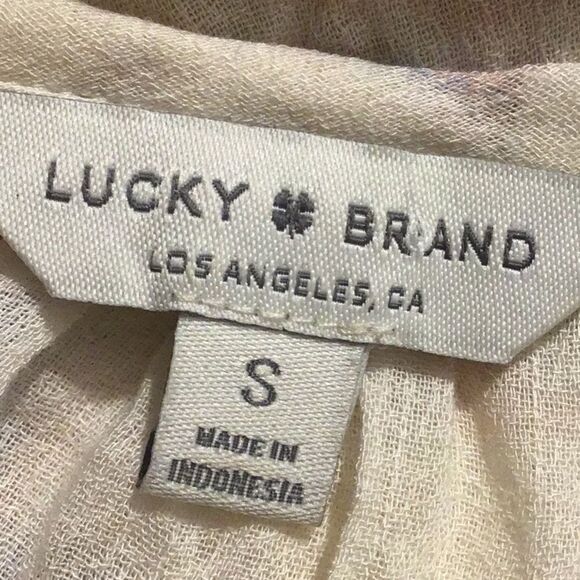 LUCKY BRAND
LOS ANGELES, CA
S
MADE IN
INDONESIA